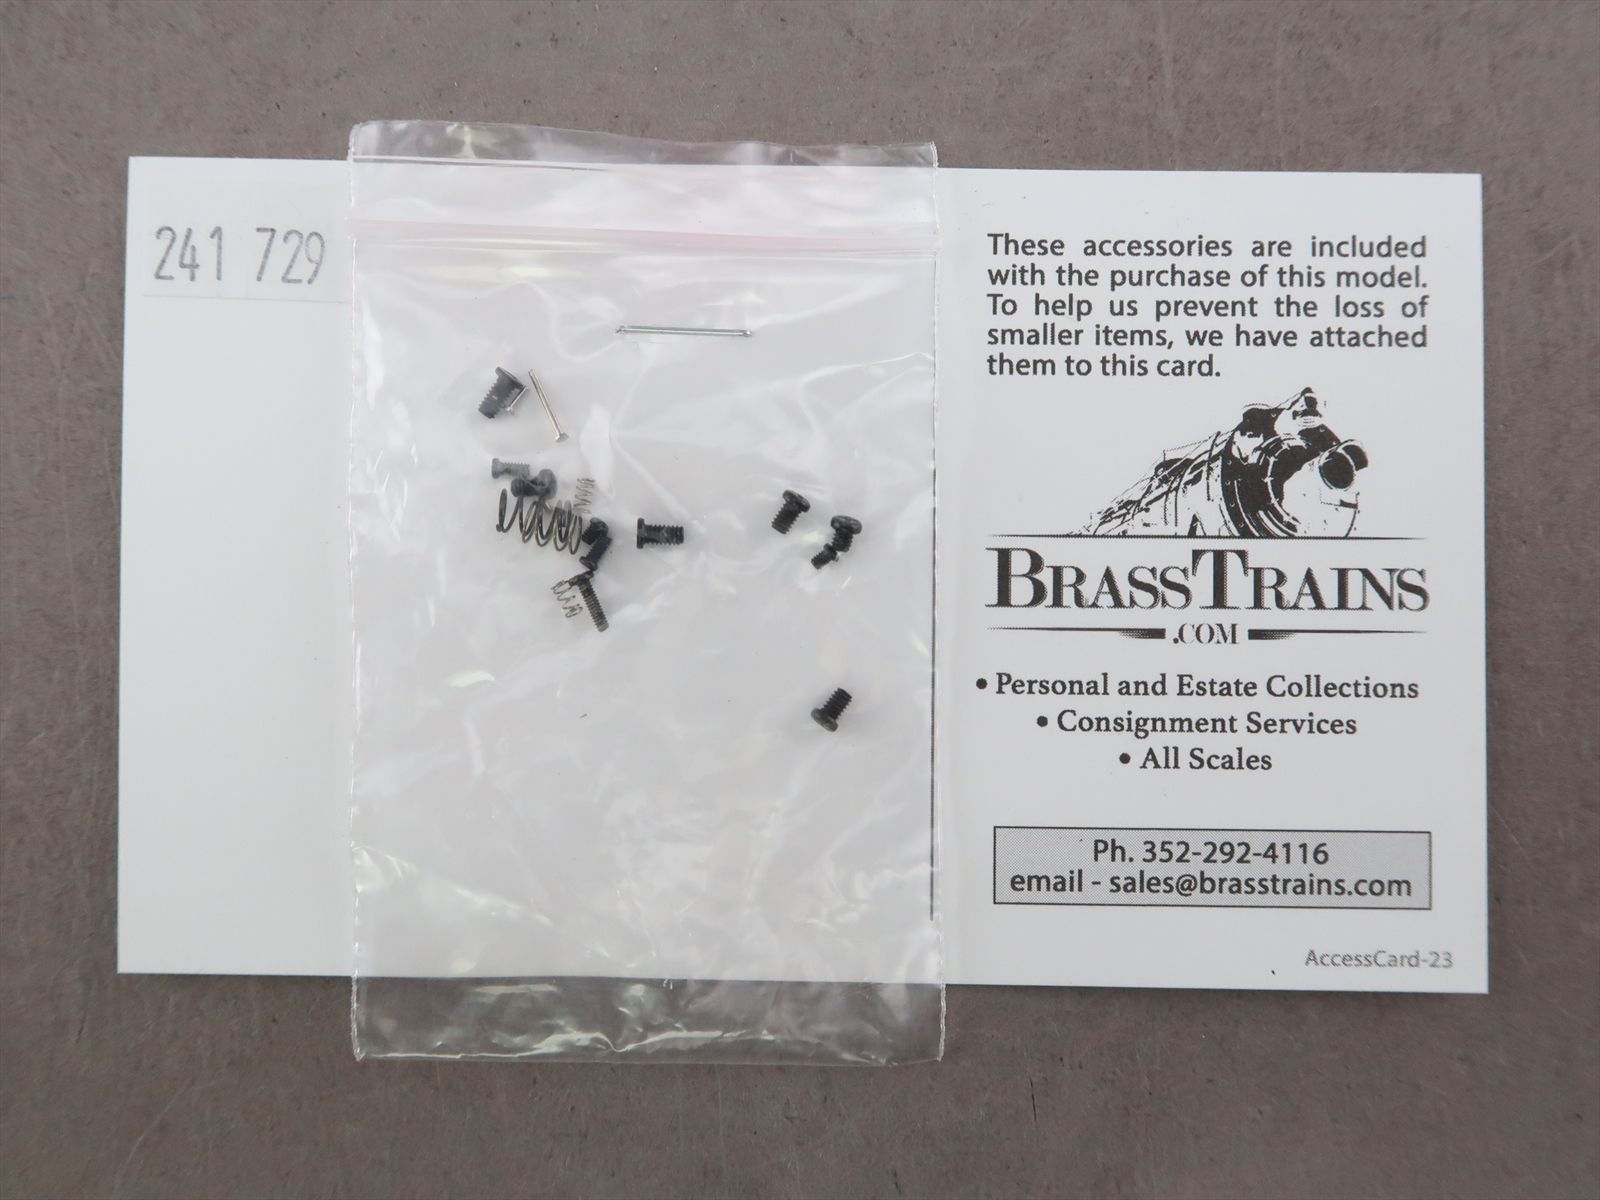 241 729
These accessories are included
with the purchase of this model.
To help us prevent the loss of
smaller items, we have attached
them to this card.
BRASSTRAINS
.COM
• Personal and Estate Collections
• Consignment Services
• All Scales
Ph. 352-292-4116
email - sales@brasstrains.com
AccessCard-23